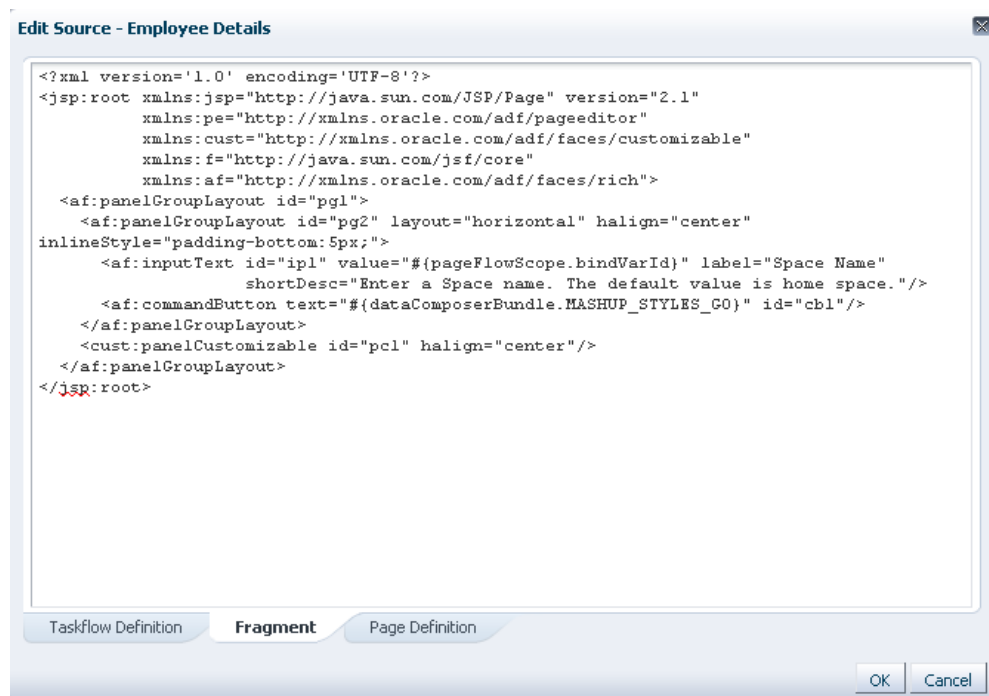 Edit Source - Employee Details
<?xml version='1.0' encoding='UTF-8'?>
<jsp:root xmlns:jsp="http://java.sun.com/JSP/Page" version="2.1"
xmlns:pe="http://xmlns.oracle.com/adf/pageeditor"
xmlns:cust="http://xmlns.oracle.com/adf/faces/customizable"
xmlns:f="http://java.sun.com/jsf/core"
xmlns:af="http://xmlns.oracle.com/adf/faces/rich">
<af:panelGroupLayout id="pgl">
<af:panelGroupLayout id="pg2" layout="horizontal" halign="center"
inlineStyle="padding-bottom:5px;">
<af:inputText id="ip1" value="#{pageFlowScope.bindVarId}" label="Space Name"
shortDesc="Enter a Space name. The default value is home space."/>
<af:commandButton text="#{dataComposerBundle.MASHUP_STYLES_GO}" id="cb1"/>
</af:panelGroupLayout>
<cust:panelCustomizable id="pc1" halign="center"/>
</af:panelGroupLayout>
</jsp:root>
Taskflow Definition Fragment Page Definition
OK Cancel